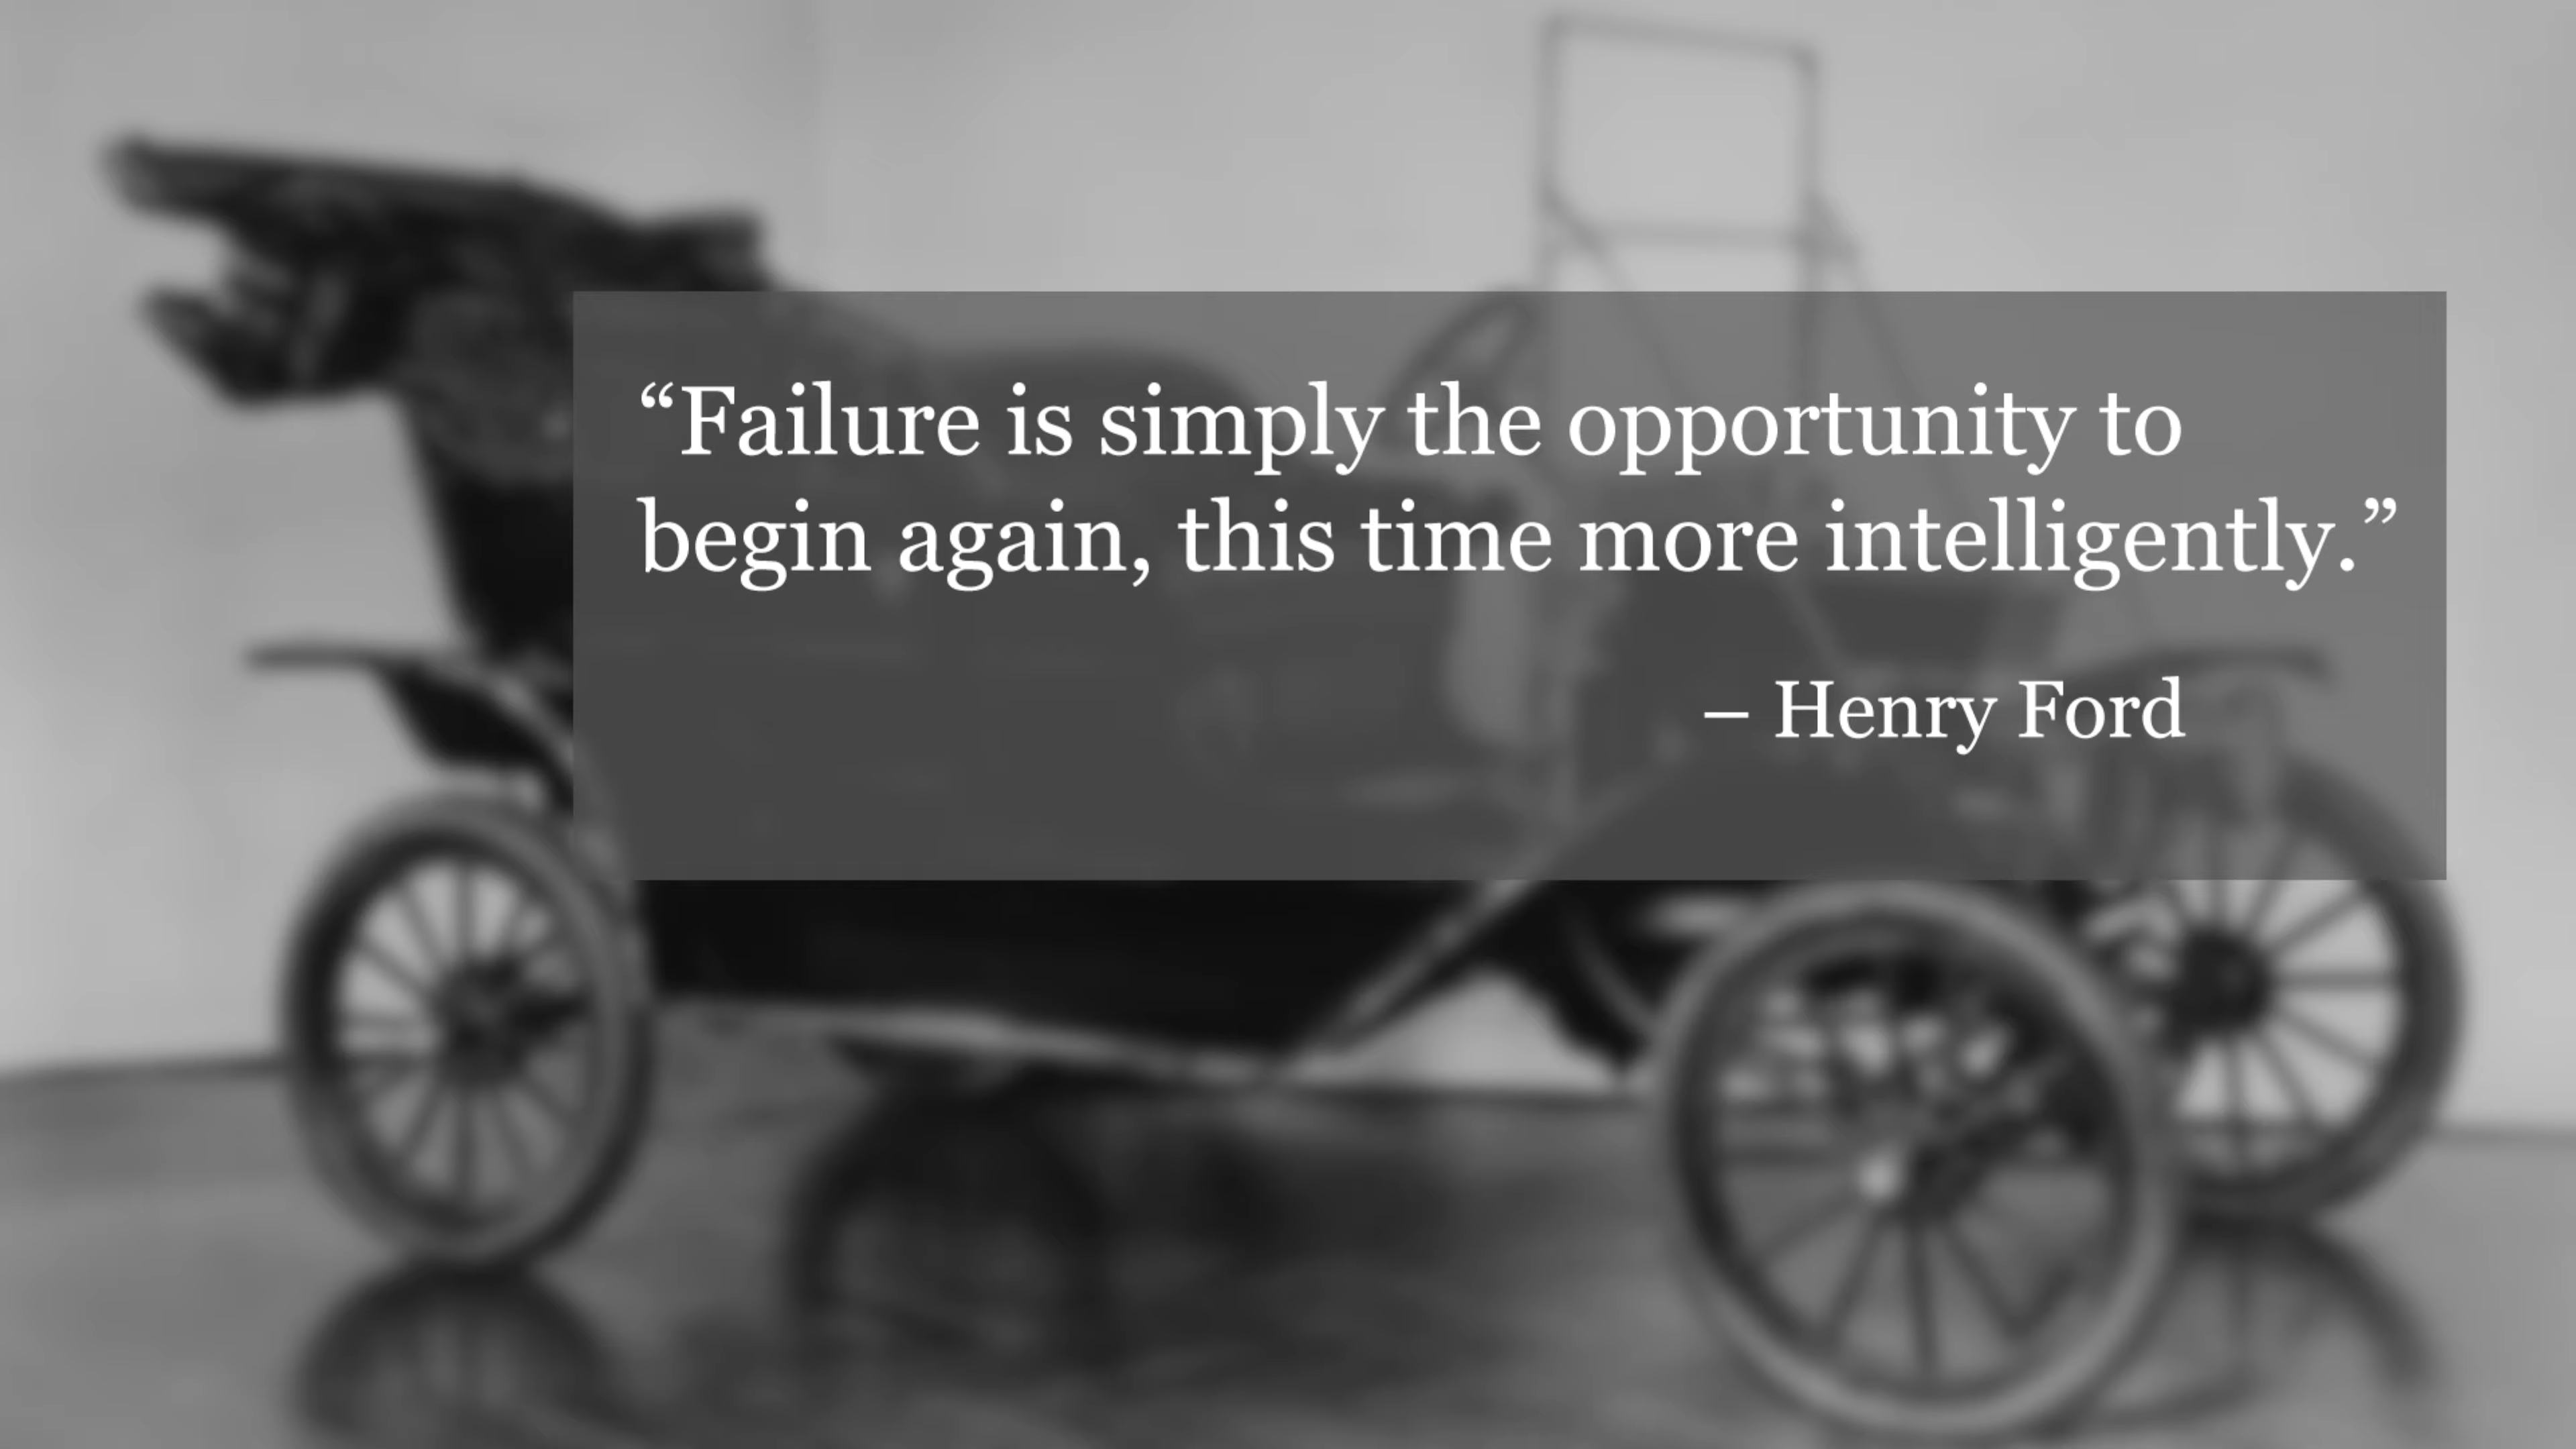 “Failure is simply the opportunity to
begin again, this time more intelligently.”
– Henry Ford